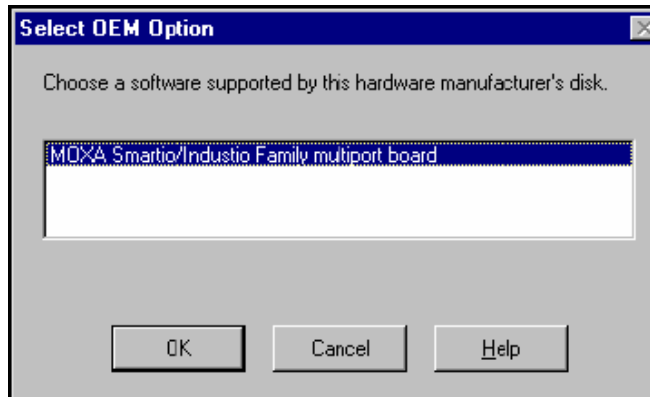 Select OEM Option
Choose a software supported by this hardware manufacturer's disk.
MOXA Smartio/Industio Family multiport board
OK
Cancel
Help